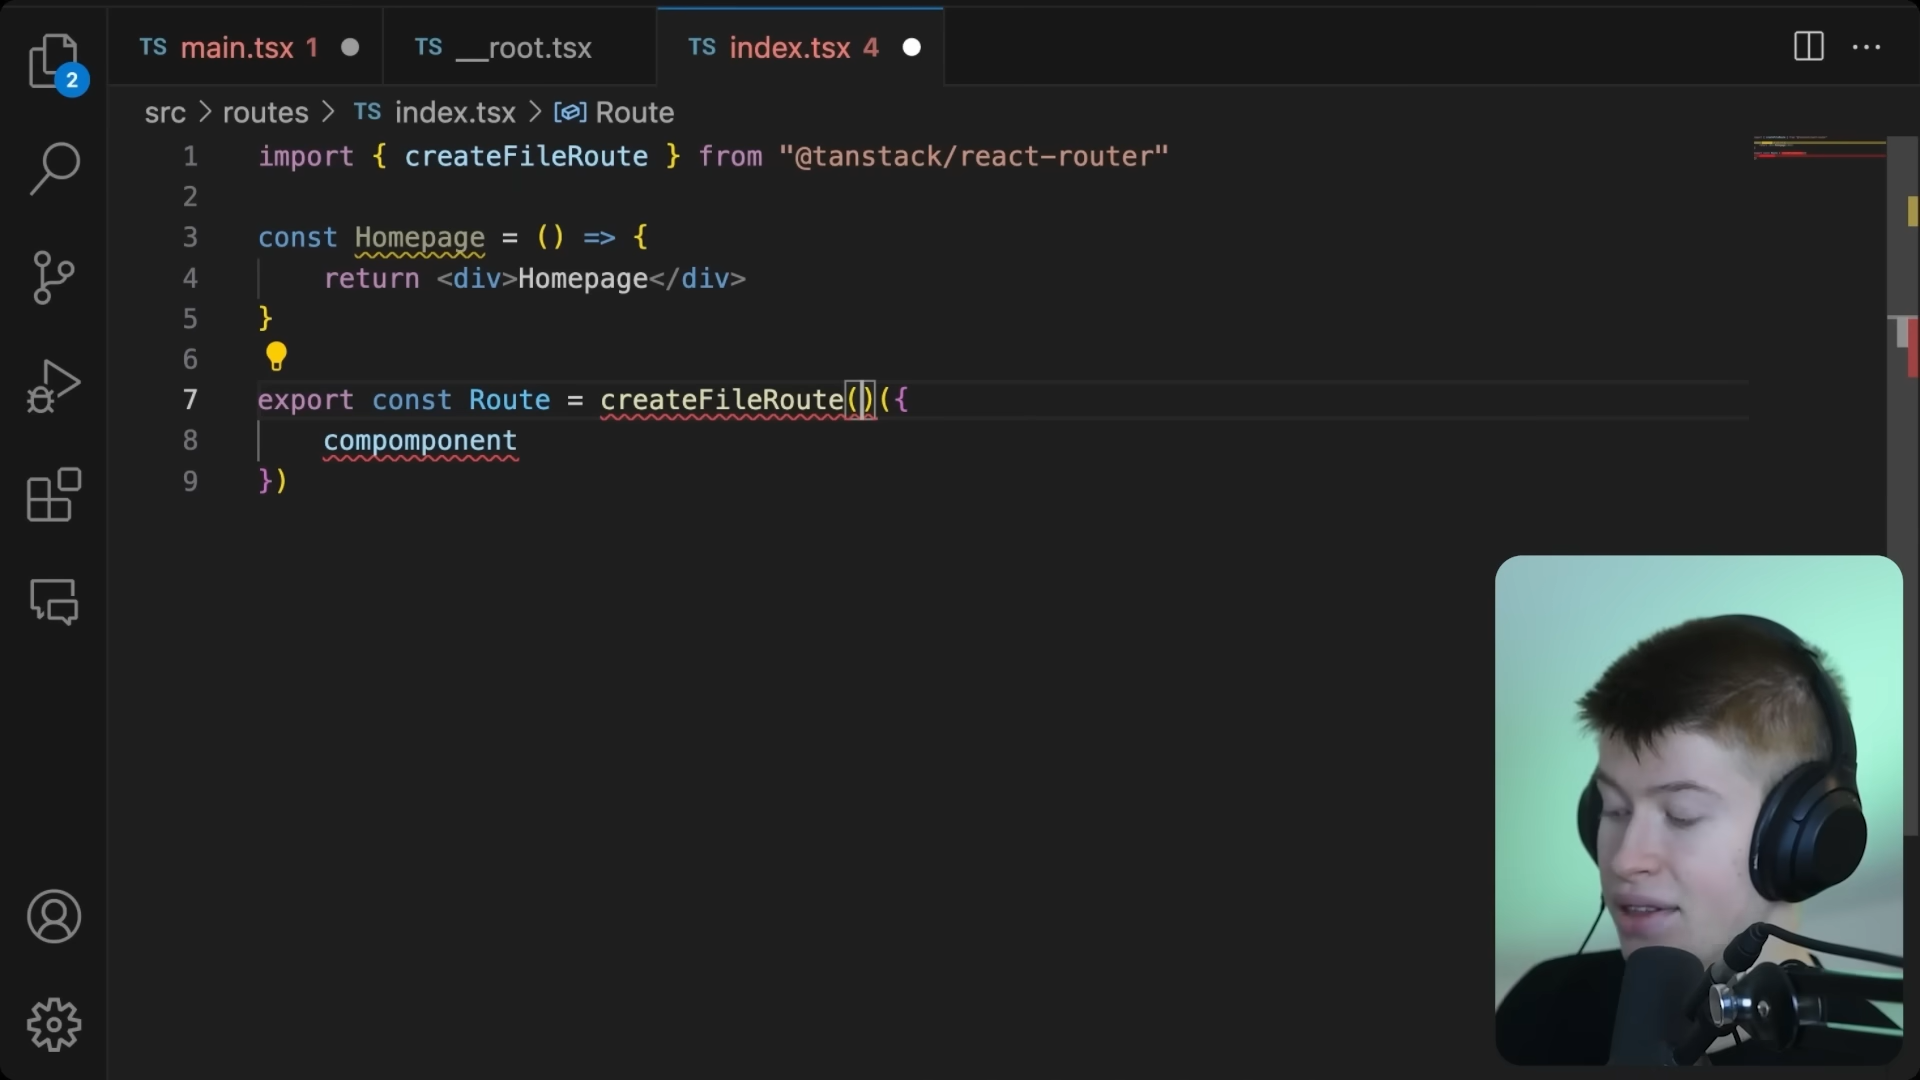 TS main.tsx 1
TS __root.tsx
TS index.tsx 4
2
src > routes > TS index.tsx > Route
1 import { createFileRoute } from "@tanstack/react-router"
2
3 const Homepage = () => {
4 return <div>Homepage</div>
5 }
6
7 export const Route = createFileRoute()({
8 compomponent
9 })